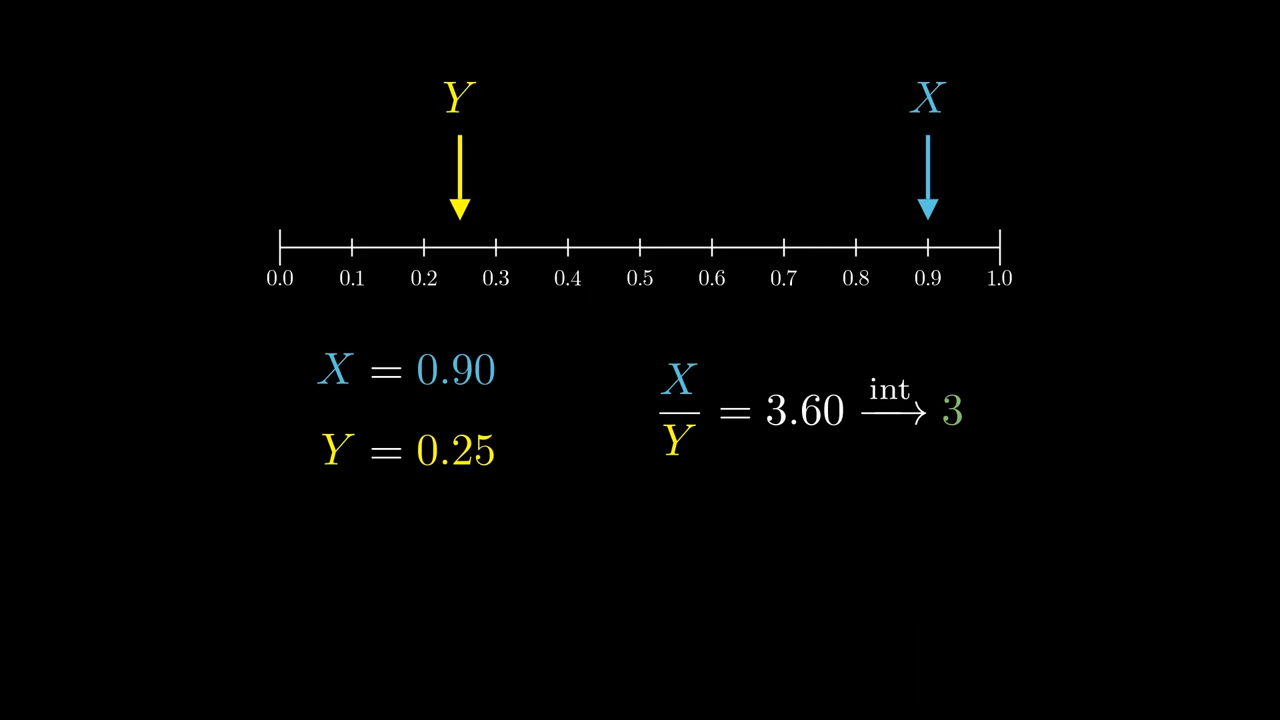 Y X
0.0 0.1 0.2 0.3 0.4 0.5 0.6 0.7 0.8 0.9 1.0
X = 0.90
Y = 0.25
X/Y = 3.60 int⟶ 3